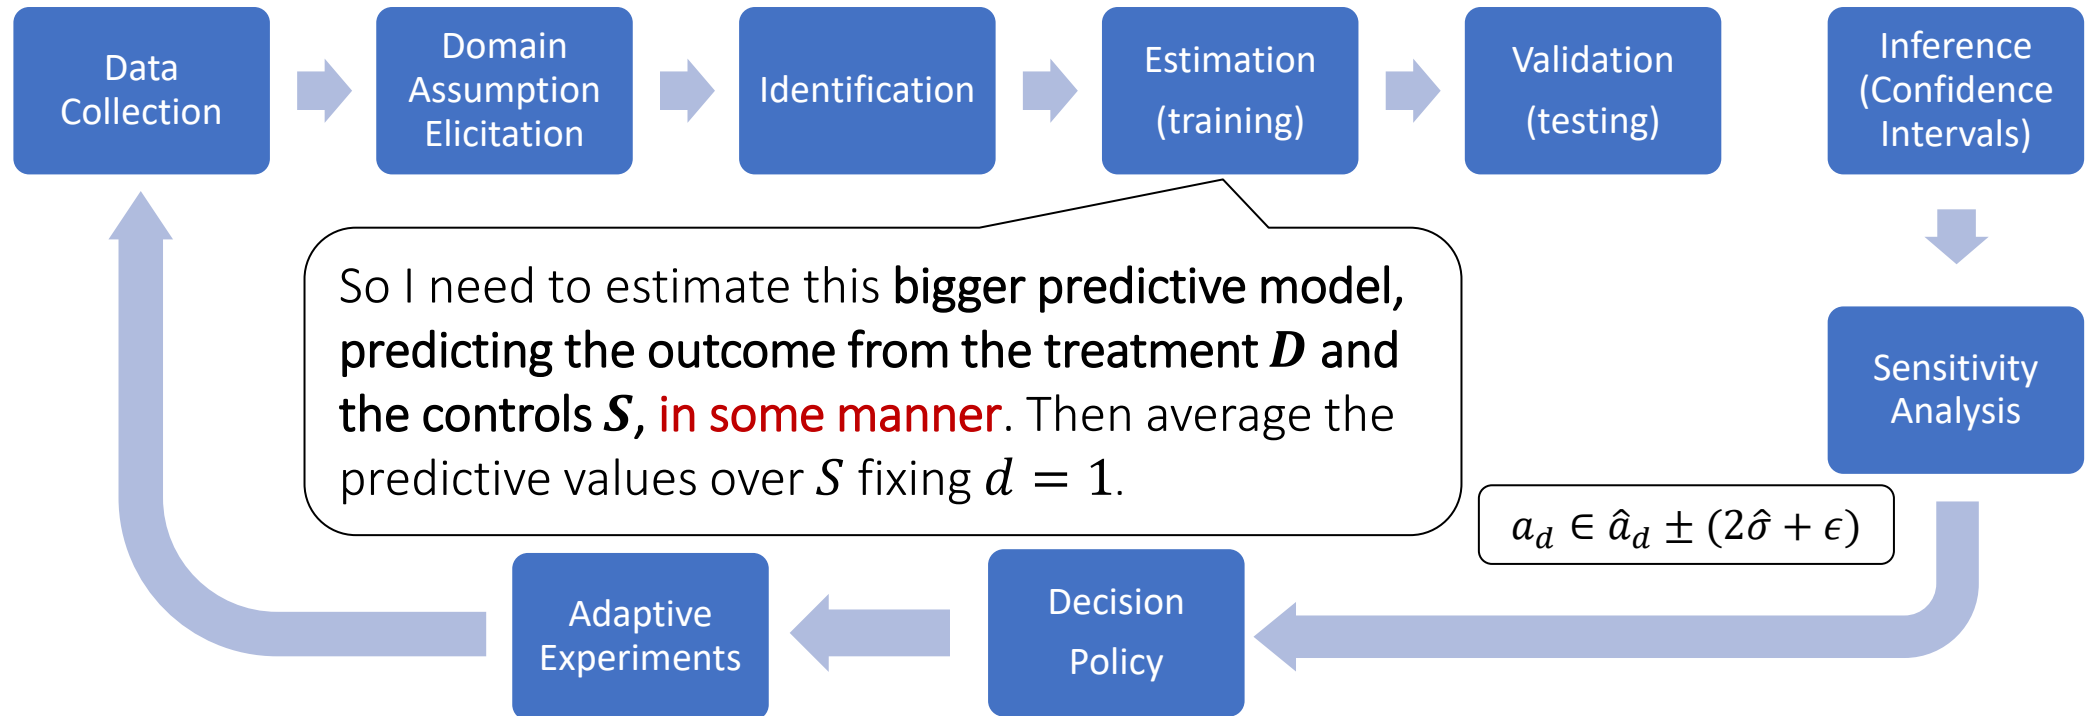 Data
Collection
Domain
Assumption
Elicitation
Identification
Estimation
(training)
Validation
(testing)
Inference
(Confidence
Intervals)
So I need to estimate this bigger predictive model,
predicting the outcome from the treatment D and
the controls S, in some manner. Then average the
predictive values over S fixing d = 1.
Sensitivity
Analysis
a_d ∈ â_d ± (2σ̂ + ϵ)
Decision
Policy
Adaptive
Experiments